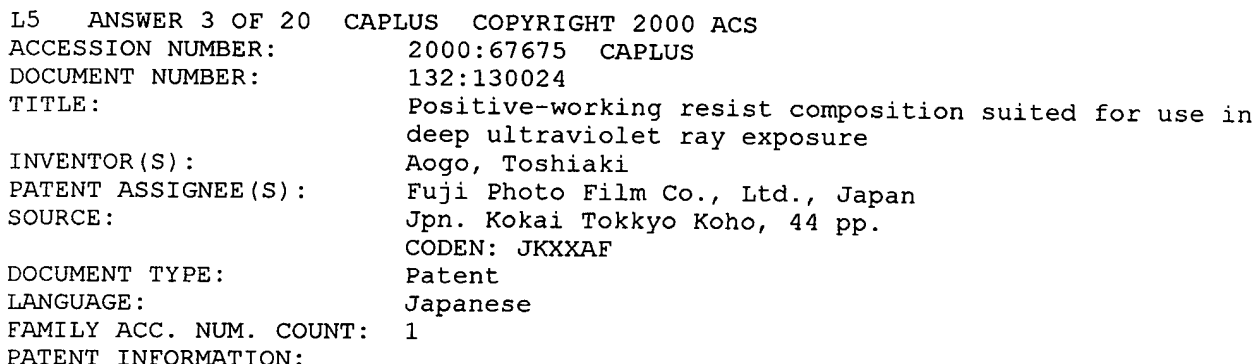 L5 ANSWER 3 OF 20 CAPLUS COPYRIGHT 2000 ACS
ACCESSION NUMBER: 2000:67675 CAPLUS
DOCUMENT NUMBER: 132:130024
TITLE: Positive-working resist composition suited for use in
deep ultraviolet ray exposure
INVENTOR(S): Aogo, Toshiaki
PATENT ASSIGNEE(S): Fuji Photo Film Co., Ltd., Japan
SOURCE: Jpn. Kokai Tokkyo Koho, 44 pp.
CODEN: JKXXAF
DOCUMENT TYPE: Patent
LANGUAGE: Japanese
FAMILY ACC. NUM. COUNT: 1
PATENT INFORMATION: